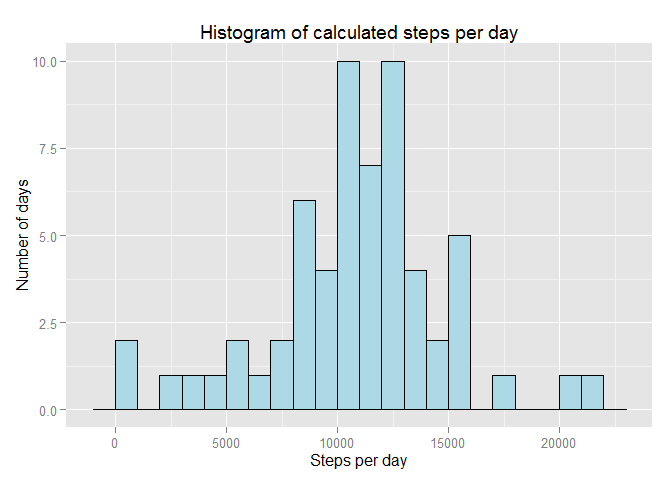 Histogram of calculated steps per day
10.0
7.5
5.0
2.5
0.0
Number of days
0 5000 10000 15000 20000
Steps per day